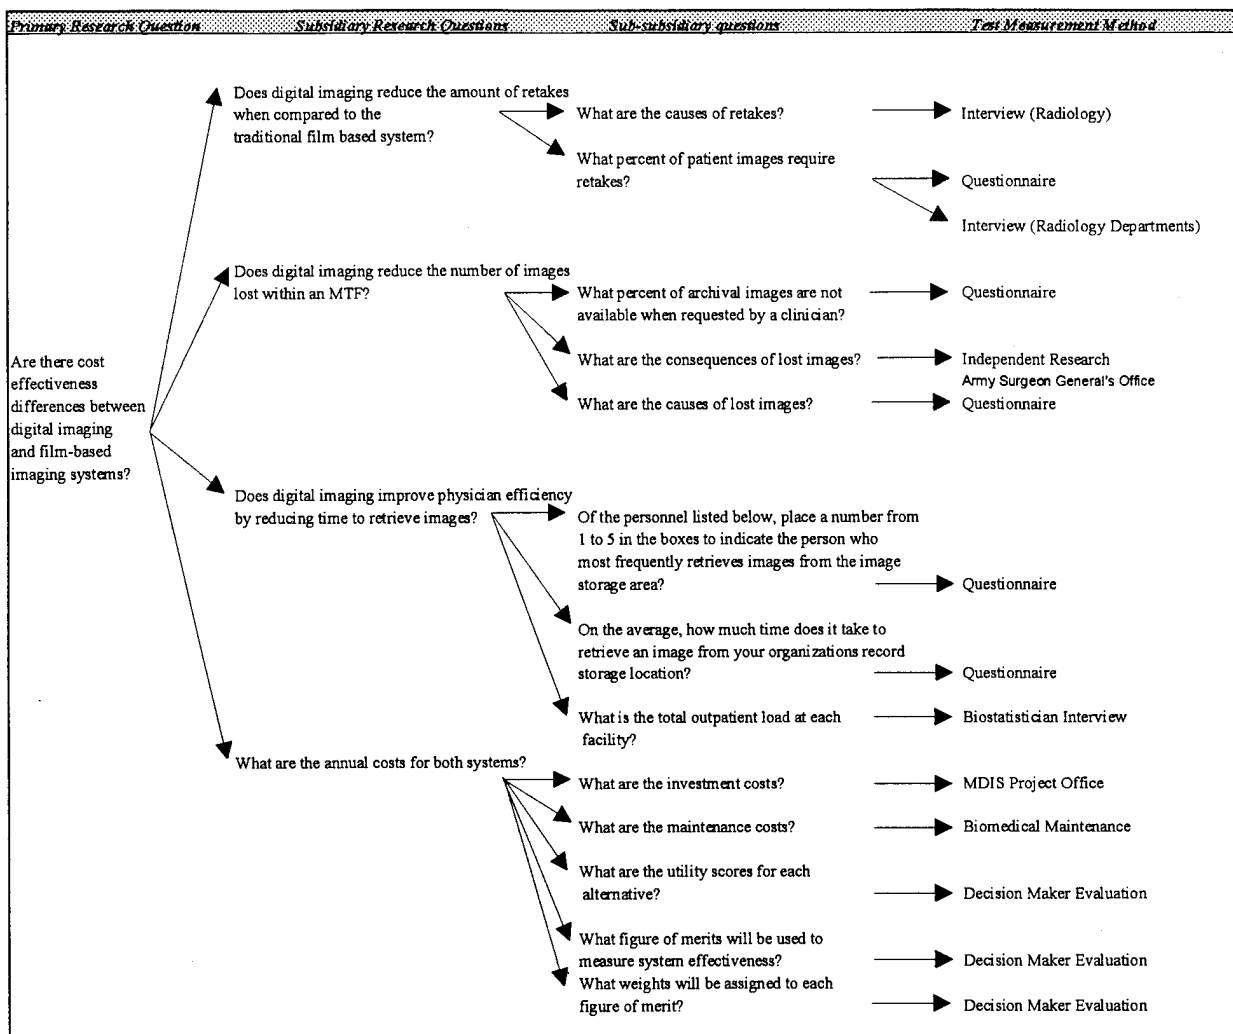 Primary Research Question
Subsidiary Research Questions
Sub-subsidiary questions
Test Measurement Method
Does digital imaging reduce the amount of retakes
when compared to the
traditional film based system?
What are the causes of retakes?
Interview (Radiology)
What percent of patient images require
retakes?
Questionnaire
Interview (Radiology Departments)
Does digital imaging reduce the number of images
lost within an MTF?
What percent of archival images are not
available when requested by a clinician?
Questionnaire
What are the consequences of lost images?
Independent Research
Army Surgeon General's Office
What are the causes of lost images?
Questionnaire
Are there cost
effectiveness
differences between
digital imaging
and film-based
imaging systems?
Does digital imaging improve physician efficiency
by reducing time to retrieve images?
Of the personnel listed below, place a number from
1 to 5 in the boxes to indicate the person who
most frequently retrieves images from the image
storage area?
Questionnaire
On the average, how much time does it take to
retrieve an image from your organizations record
storage location?
Questionnaire
What is the total outpatient load at each
facility?
Biostatistician Interview
What are the annual costs for both systems?
What are the investment costs?
MDIS Project Office
What are the maintenance costs?
Biomedical Maintenance
What are the utility scores for each
alternative?
Decision Maker Evaluation
What figure of merits will be used to
measure system effectiveness?
Decision Maker Evaluation
What weights will be assigned to each
figure of merit?
Decision Maker Evaluation